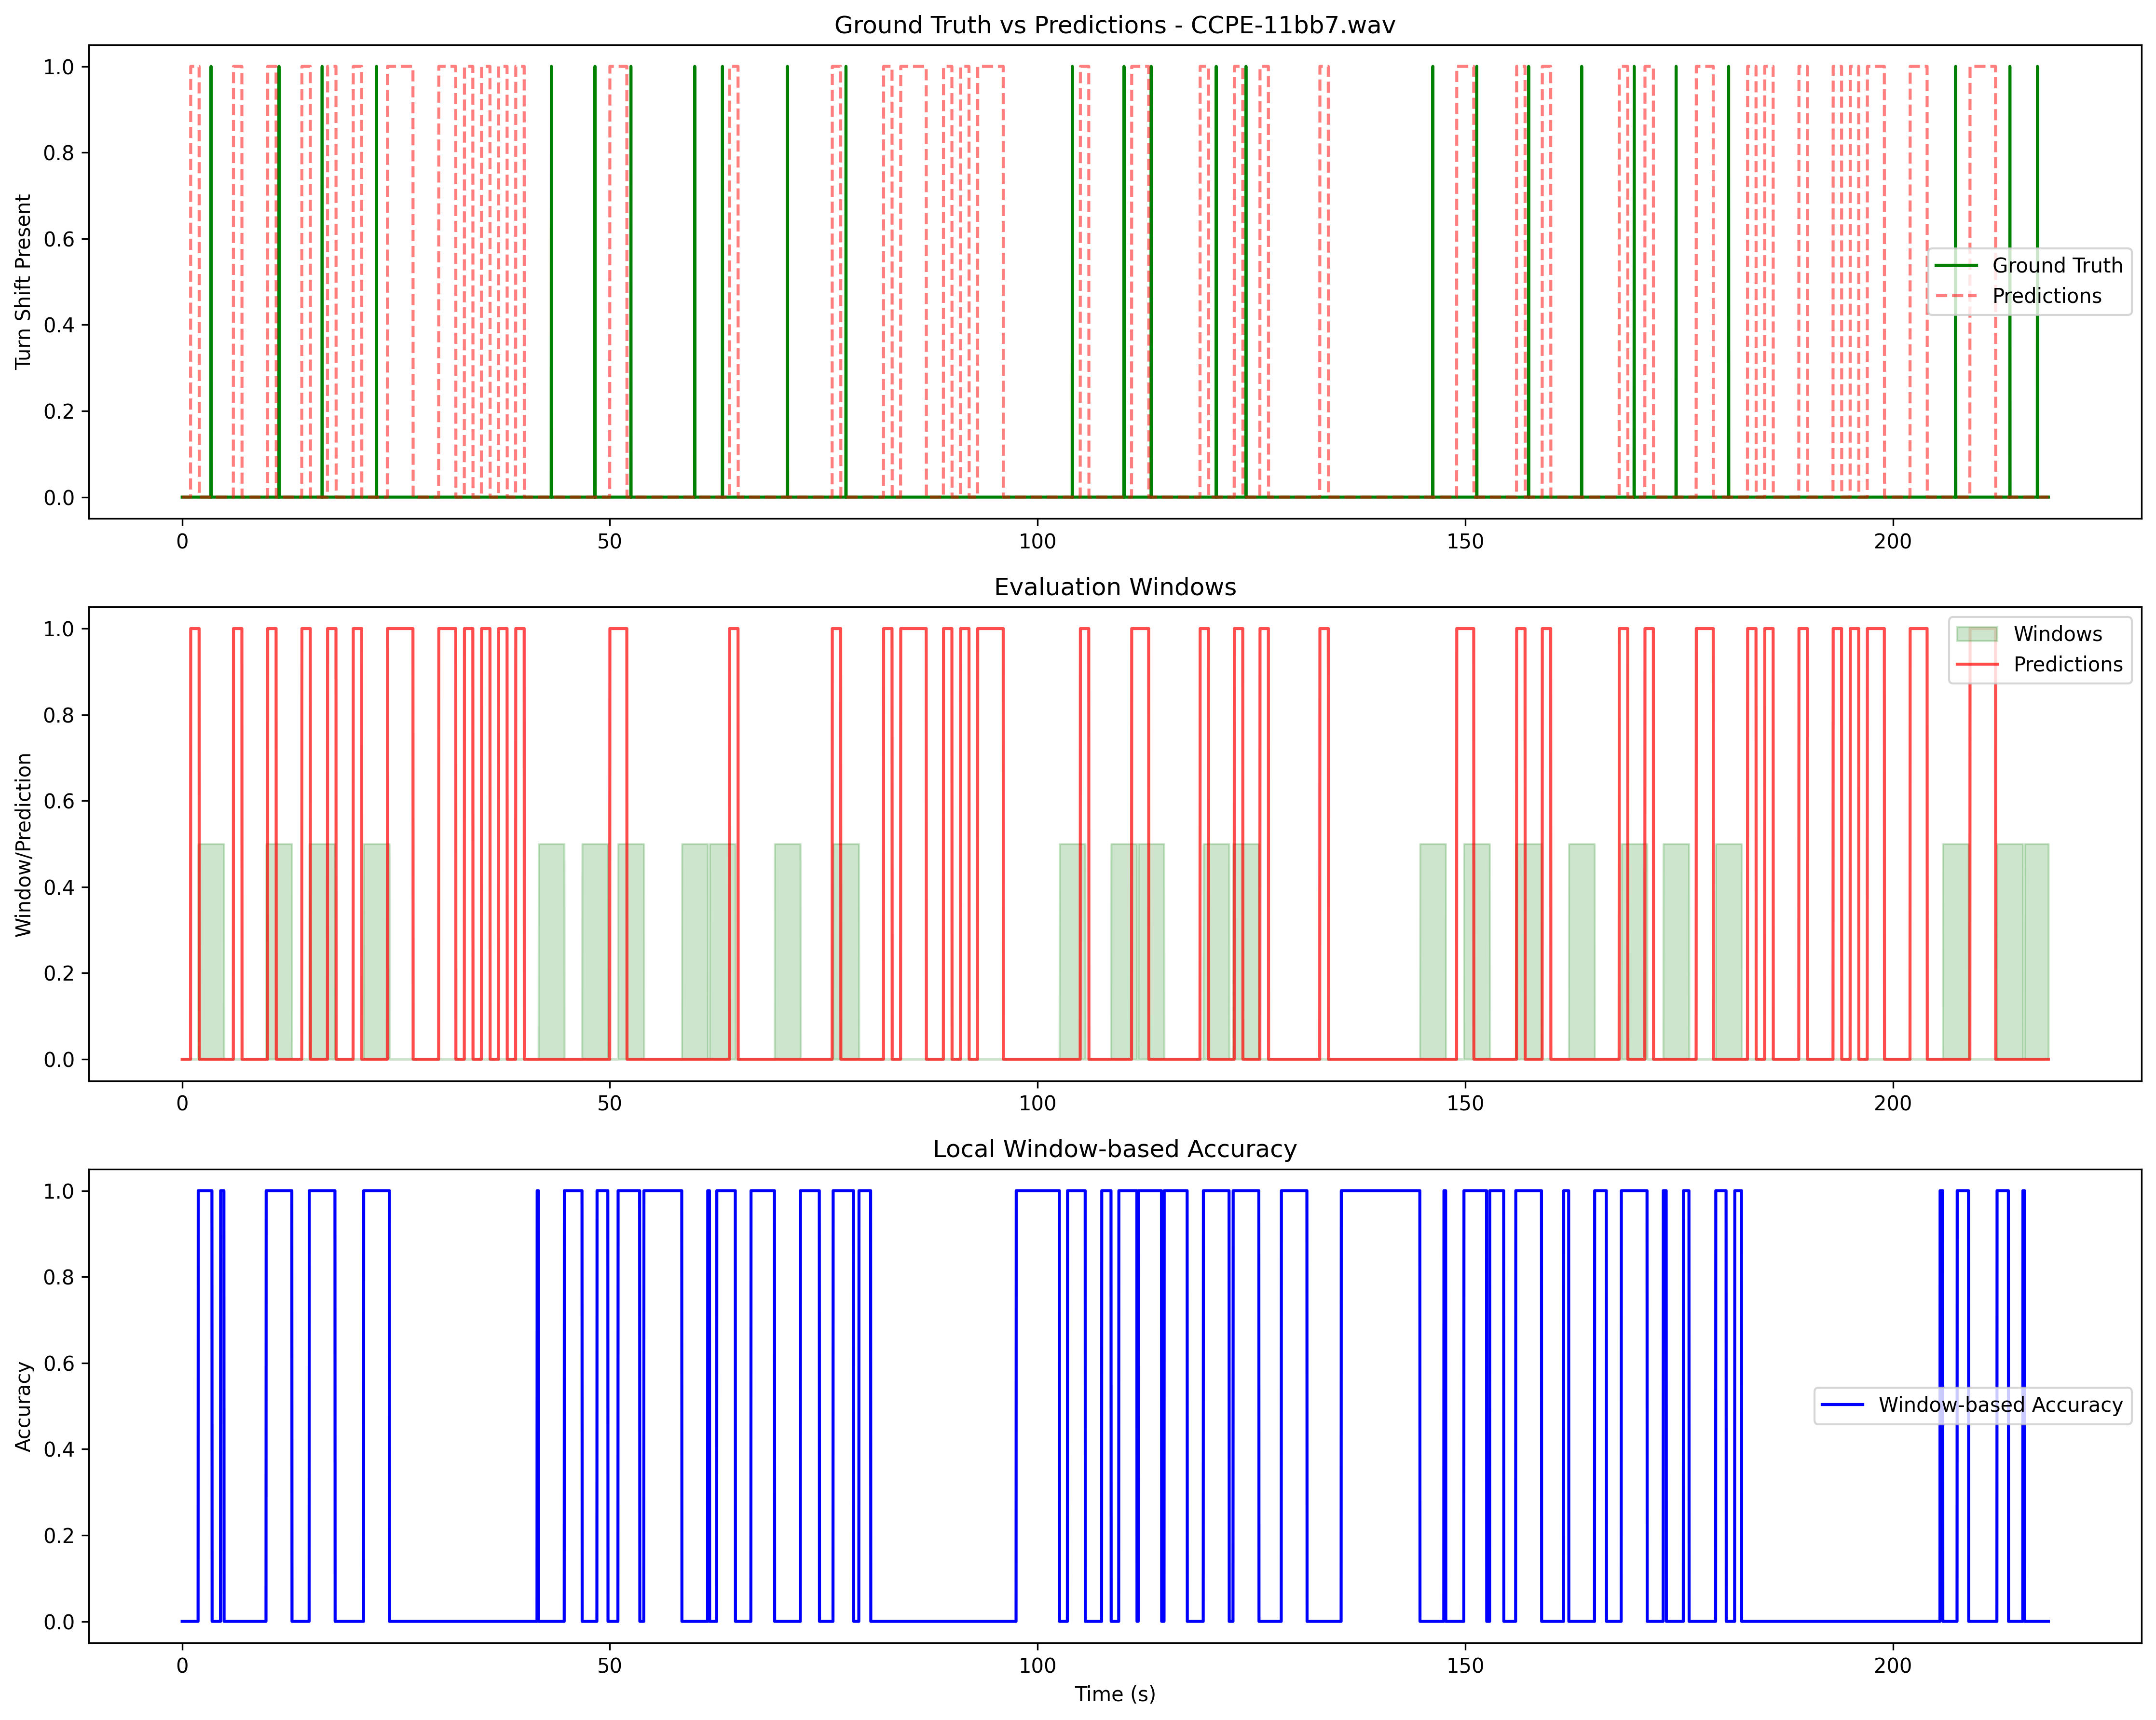 Ground Truth vs Predictions - CCPE-11bb7.wav
1.0
0.8
0.6
0.4
0.2
0.0
Turn Shift Present
Ground Truth
Predictions
0 50 100 150 200
Evaluation Windows
1.0
0.8
0.6
0.4
0.2
0.0
Window/Prediction
Windows
Predictions
0 50 100 150 200
Local Window-based Accuracy
1.0
0.8
0.6
0.4
0.2
0.0
Accuracy
Window-based Accuracy
0 50 100 150 200
Time (s)